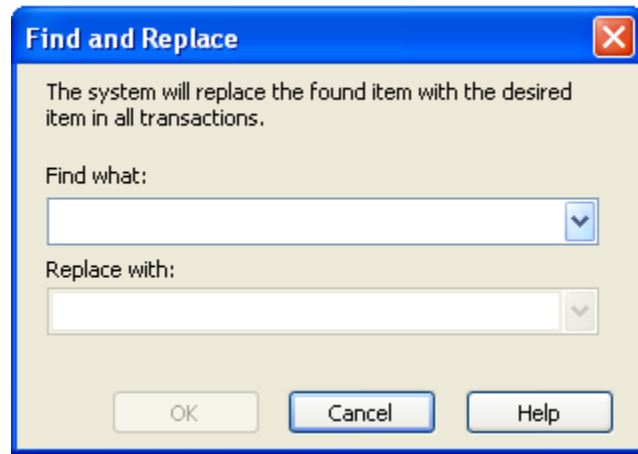 Find and Replace
The system will replace the found item with the desired
item in all transactions.
Find what:
Replace with:
OK
Cancel
Help